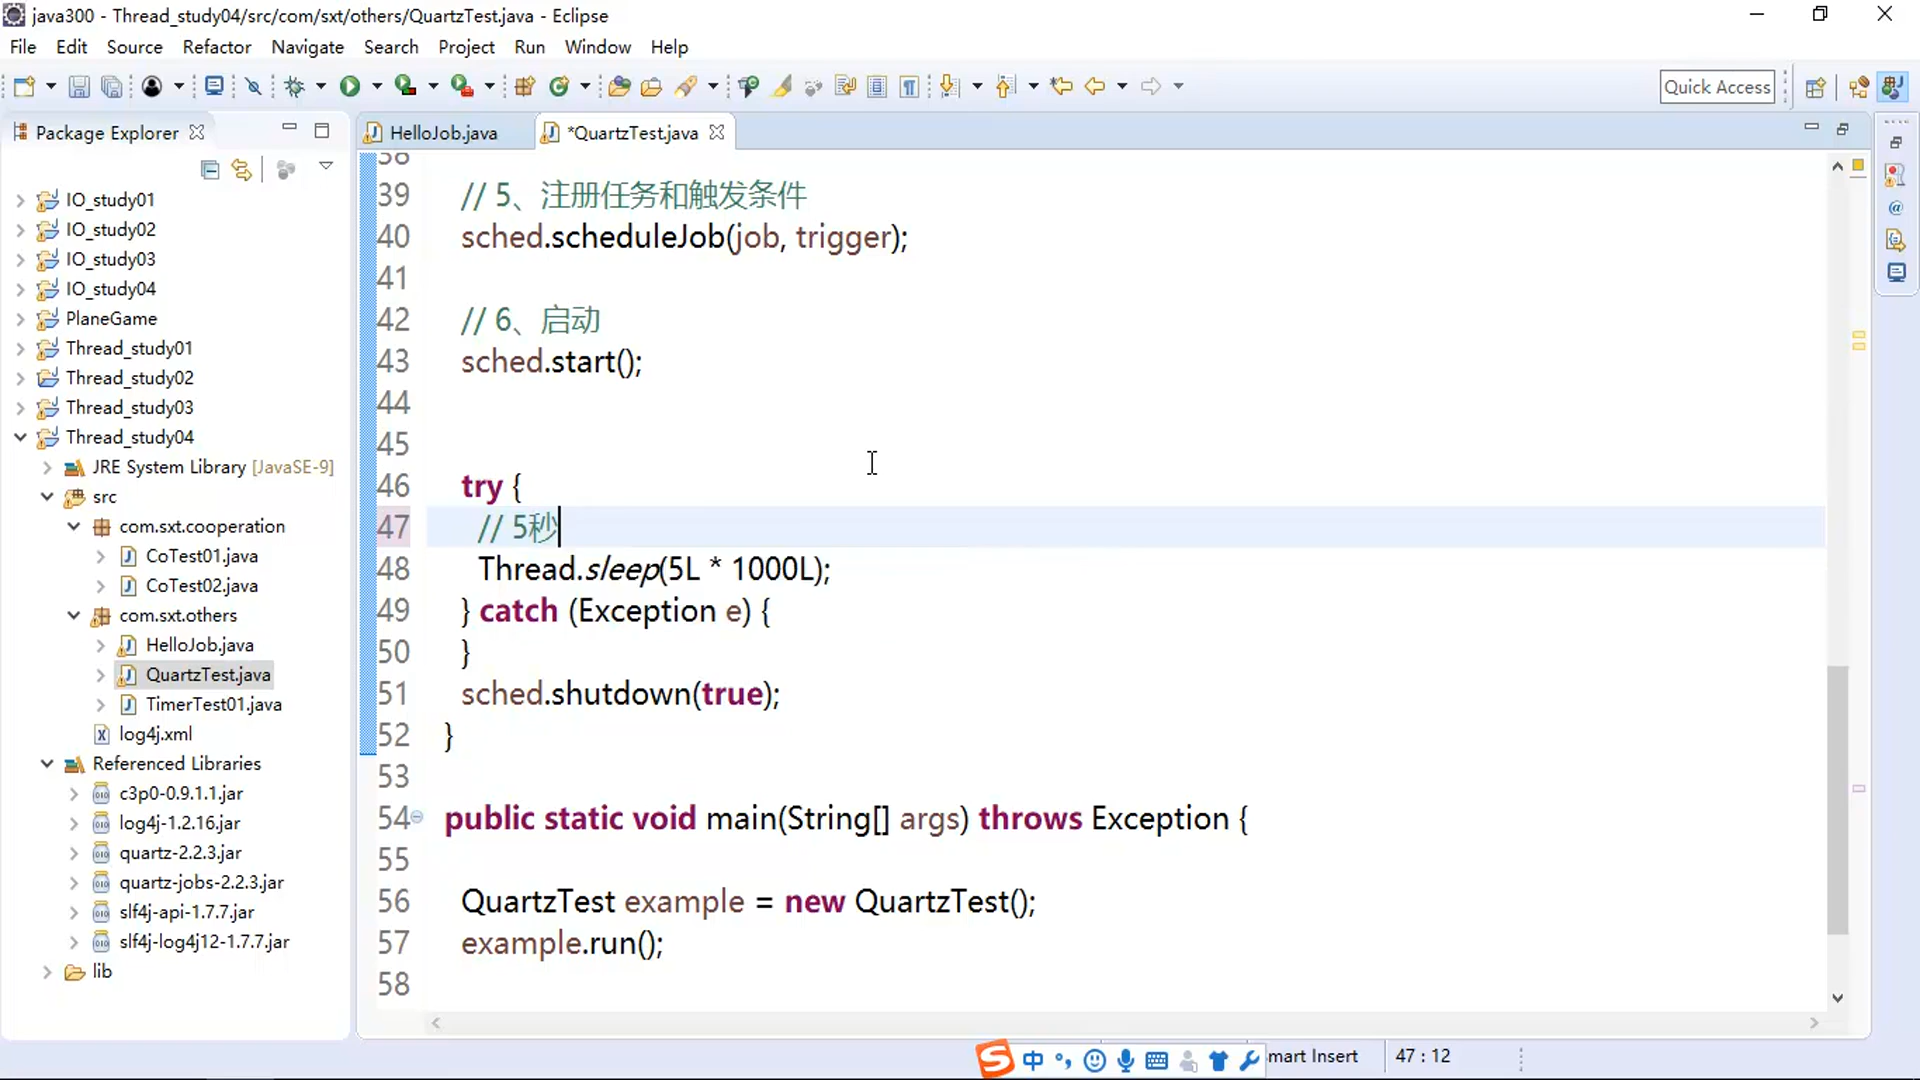 java300 - Thread_study04/src/com/sxt/others/QuartzTest.java - Eclipse
File Edit Source Refactor Navigate Search Project Run Window Help
Quick Access
Package Explorer
HelloJob.java
*QuartzTest.java
IO_study01
IO_study02
IO_study03
IO_study04
PlaneGame
Thread_study01
Thread_study02
Thread_study03
Thread_study04
JRE System Library [JavaSE-9]
src
com.sxt.cooperation
CoTest01.java
CoTest02.java
com.sxt.others
HelloJob.java
QuartzTest.java
TimerTest01.java
log4j.xml
Referenced Libraries
c3p0-0.9.1.1.jar
log4j-1.2.16.jar
quartz-2.2.3.jar
quartz-jobs-2.2.3.jar
slf4j-api-1.7.7.jar
slf4j-log4j12-1.7.7.jar
lib
38
39 // 5、注册任务和触发条件
40 sched.scheduleJob(job, trigger);
41
42 // 6、启动
43 sched.start();
44
45
46 try {
47 // 5秒
48 Thread.sleep(5L * 1000L);
49 } catch (Exception e) {
50 }
51 sched.shutdown(true);
52 }
53
54 public static void main(String[] args) throws Exception {
55
56 QuartzTest example = new QuartzTest();
57 example.run();
58
中 mart Insert 47 : 12